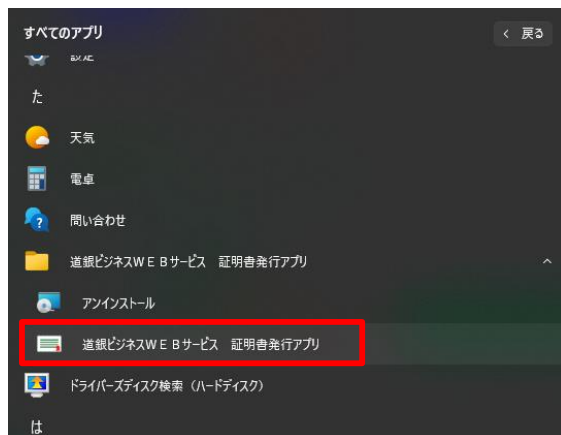 すべてのアプリ
< 戻る
設定
た
天気
電卓
問い合わせ
道銀ビジネスWEBサービス 証明書発行アプリ
アンインストール
道銀ビジネスWEBサービス 証明書発行アプリ
ドライバーズディスク検索（ハードディスク）
は